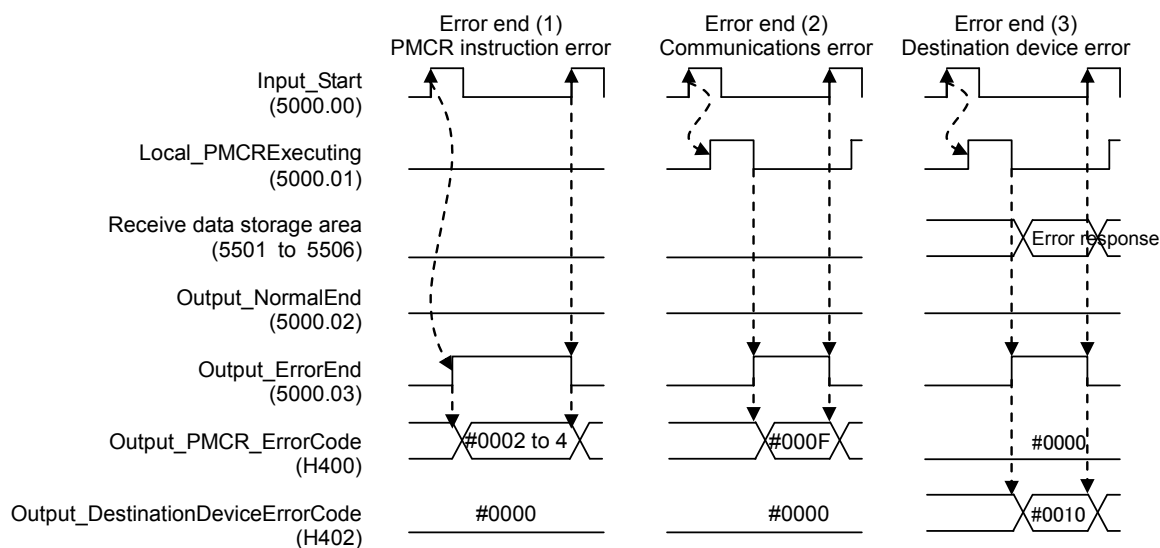 Error end (1)
PMCR instruction error
Error end (2)
Communications error
Error end (3)
Destination device error
Input_Start
(5000.00)
Local_PMCRExecuting
(5000.01)
Receive data storage area
(5501 to 5506)
Error response
Output_NormalEnd
(5000.02)
Output_ErrorEnd
(5000.03)
Output_PMCR_ErrorCode
(H400)
#0002 to 4
#000F
#0000
Output_DestinationDeviceErrorCode
(H402)
#0000
#0000
#0010